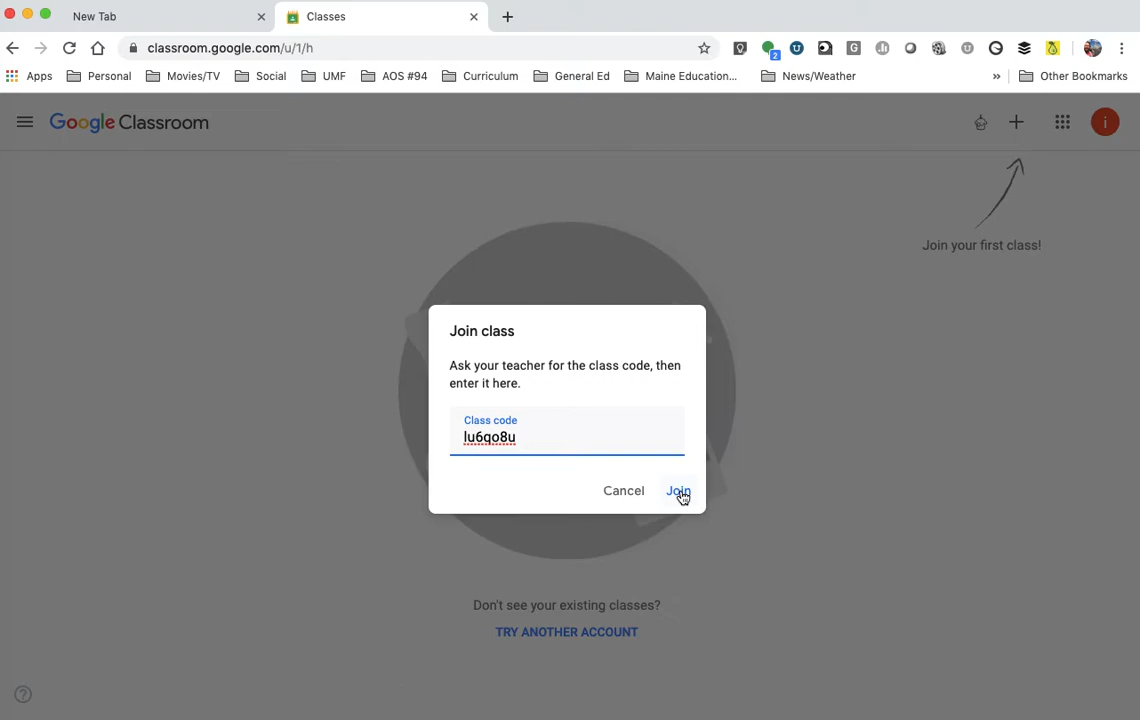 New Tab
Classes
classroom.google.com/u/1/h
2
Apps
Personal
Movies/TV
Social
UMF
AOS #94
Curriculum
General Ed
Maine Education...
News/Weather
»
Other Bookmarks
Google Classroom
i
Join your first class!
Join class
Ask your teacher for the class code, then
enter it here.
Class code
lu6qo8u
Cancel
Join
Don't see your existing classes?
TRY ANOTHER ACCOUNT